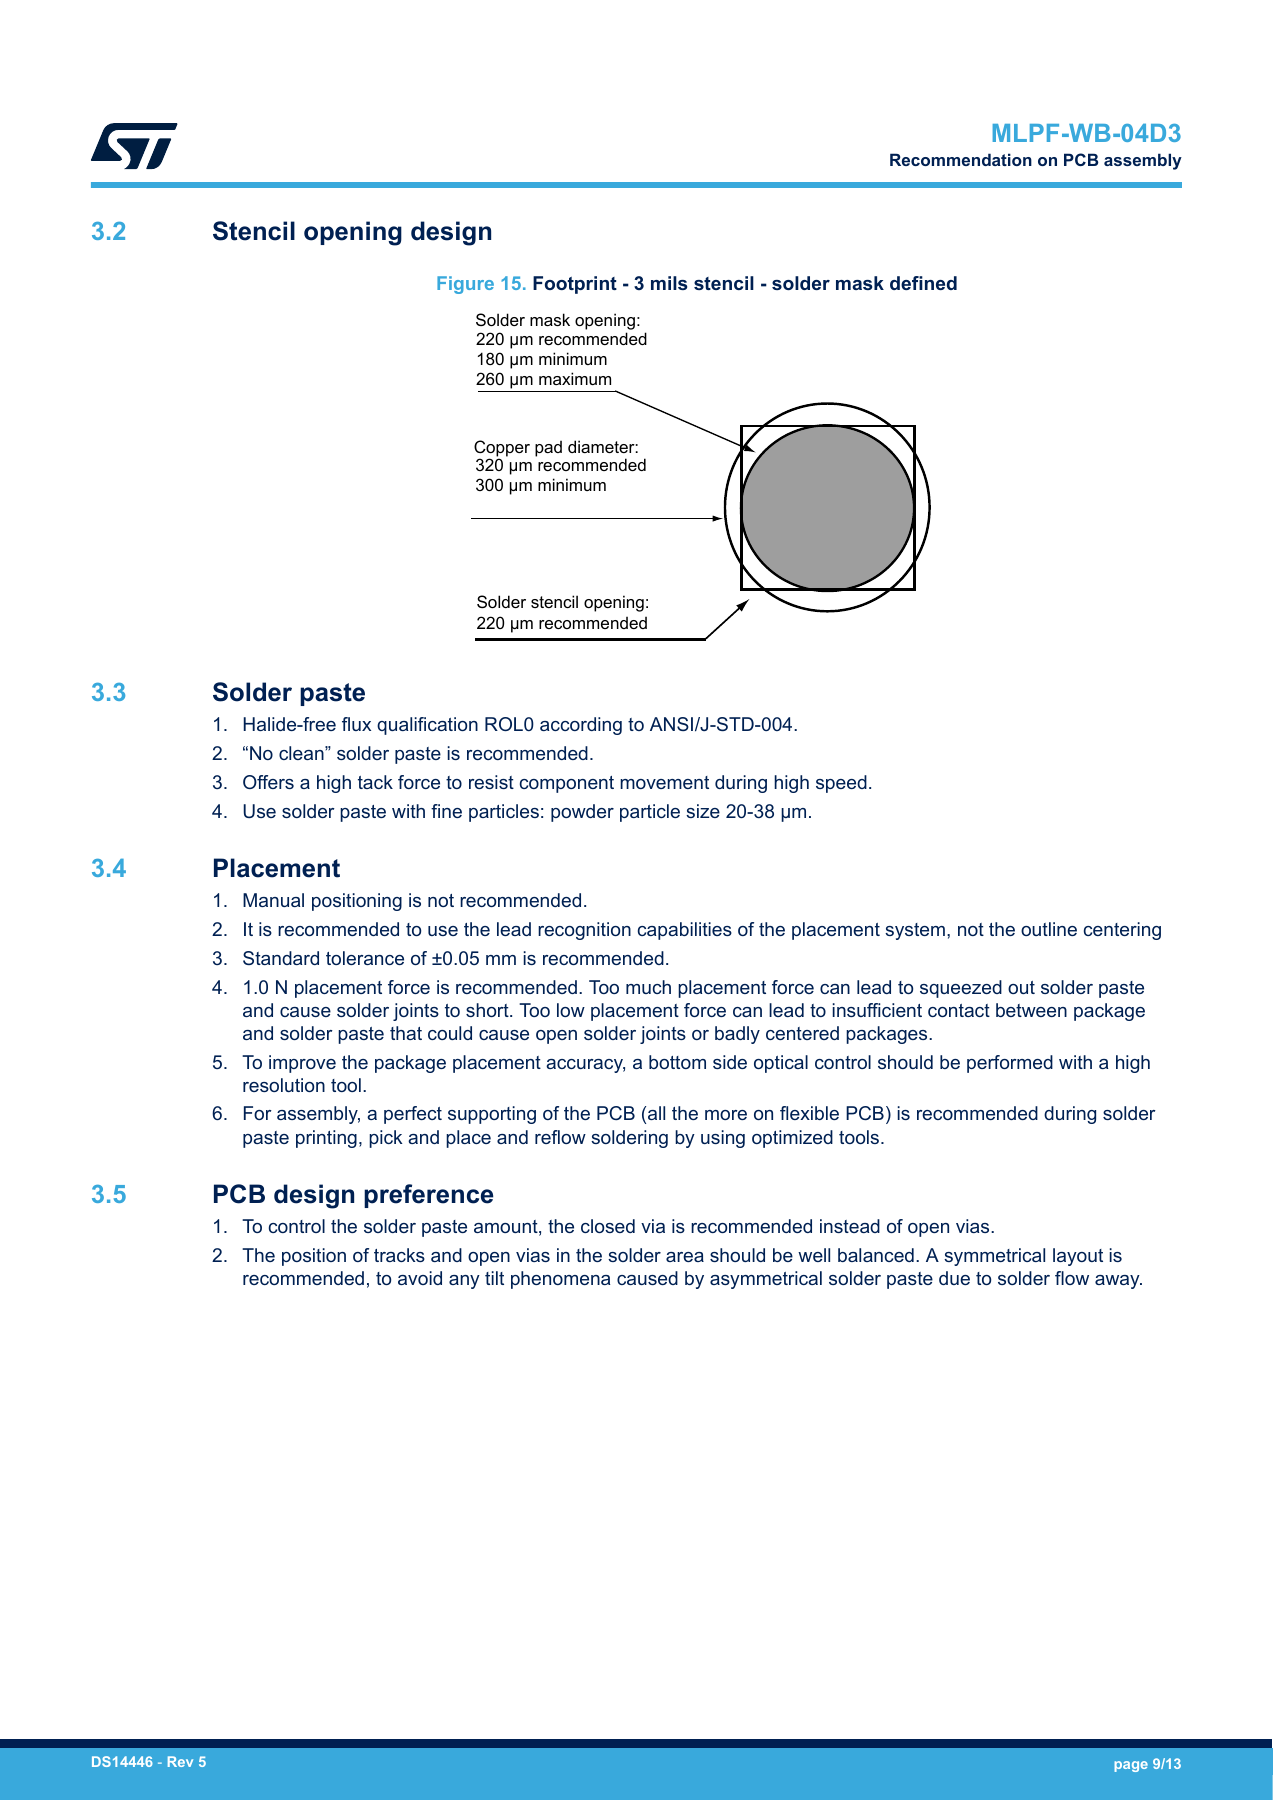 ST
MLPF-WB-04D3
Recommendation on PCB assembly
3.2 Stencil opening design
Figure 15. Footprint - 3 mils stencil - solder mask defined
Solder mask opening:
220 µm recommended
180 µm minimum
260 µm maximum
Copper pad diameter:
320 µm recommended
300 µm minimum
Solder stencil opening:
220 µm recommended
3.3 Solder paste
1. Halide-free flux qualification ROL0 according to ANSI/J-STD-004.
2. “No clean” solder paste is recommended.
3. Offers a high tack force to resist component movement during high speed.
4. Use solder paste with fine particles: powder particle size 20-38 µm.
3.4 Placement
1. Manual positioning is not recommended.
2. It is recommended to use the lead recognition capabilities of the placement system, not the outline centering
3. Standard tolerance of ±0.05 mm is recommended.
4. 1.0 N placement force is recommended. Too much placement force can lead to squeezed out solder paste
and cause solder joints to short. Too low placement force can lead to insufficient contact between package
and solder paste that could cause open solder joints or badly centered packages.
5. To improve the package placement accuracy, a bottom side optical control should be performed with a high
resolution tool.
6. For assembly, a perfect supporting of the PCB (all the more on flexible PCB) is recommended during solder
paste printing, pick and place and reflow soldering by using optimized tools.
3.5 PCB design preference
1. To control the solder paste amount, the closed via is recommended instead of open vias.
2. The position of tracks and open vias in the solder area should be well balanced. A symmetrical layout is
recommended, to avoid any tilt phenomena caused by asymmetrical solder paste due to solder flow away.
DS14446 - Rev 5
page 9/13